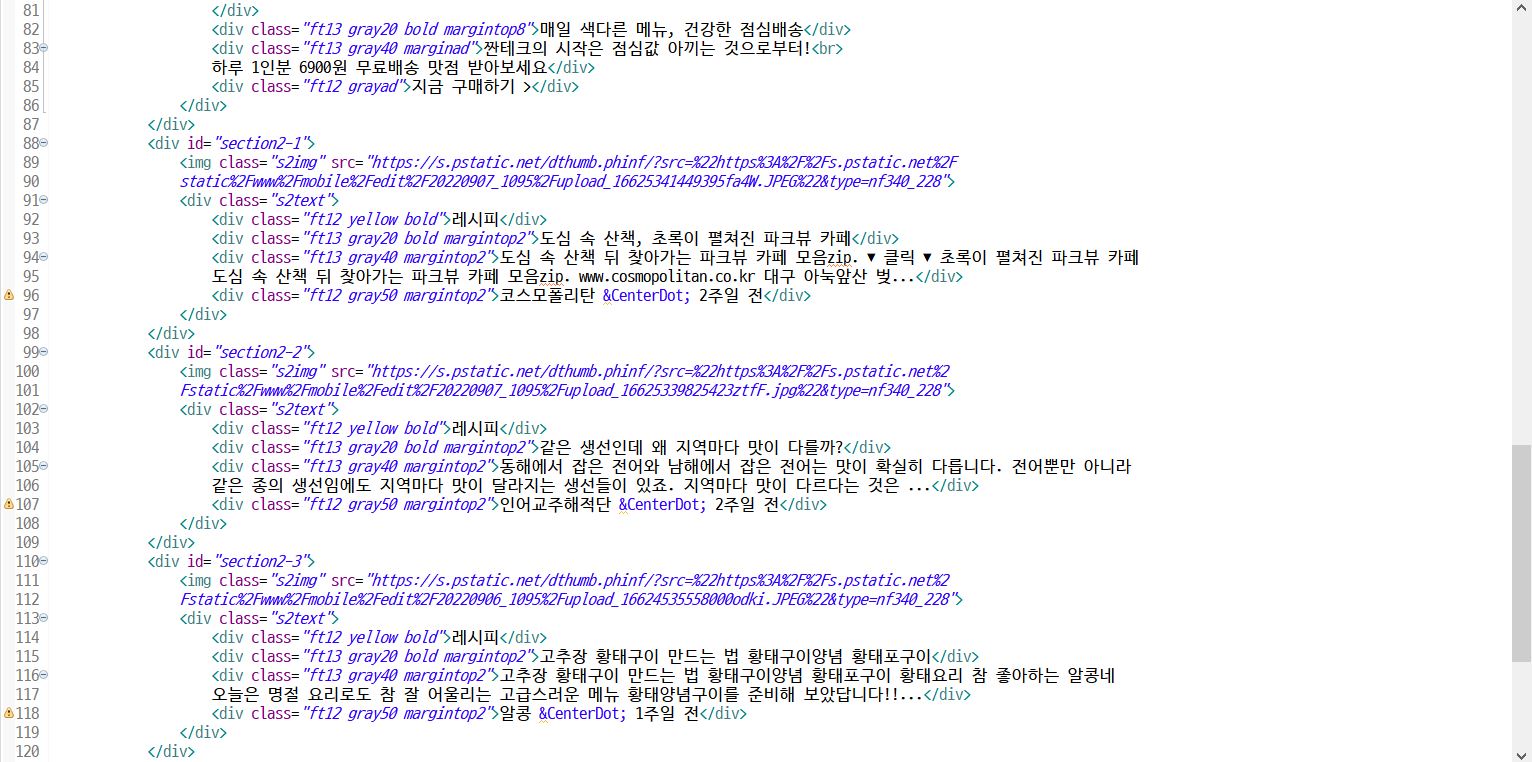 81 </div>
82 <div class="ft13 gray20 bold margintop8">매일 색다른 메뉴, 건강한 점심배송</div>
83 <div class="ft13 gray40 marginad">짠테크의 시작은 점심값 아끼는 것으로부터!<br>
84 하루 1인분 6900원 무료배송 맛점 받아보세요</div>
85 <div class="ft12 grayad">지금 구매하기 ></div>
86 </div>
87 </div>
88 <div id="section2-1">
89 <img class="s2img" src="https://s.pstatic.net/dthumb.phinf/?src=%22https%3A%2F%2Fs.pstatic.net%2F
90 static%2Fwww%2Fmobile%2Fedit%2F20220907_1095%2Fupload_16625341449395fa4W.JPEG%22&type=nf340_228">
91 <div class="s2text">
92 <div class="ft12 yellow bold">레시피</div>
93 <div class="ft13 gray20 bold margintop2">도심 속 산책, 초록이 펼쳐진 파크뷰 카페</div>
94 <div class="ft13 gray40 margintop2">도심 속 산책 뒤 찾아가는 파크뷰 카페 모음zip. ▼ 클릭 ▼ 초록이 펼쳐진 파크뷰 카페
95 도심 속 산책 뒤 찾아가는 파크뷰 카페 모음zip. www.cosmopolitan.co.kr 대구 아눅앞산 벚...</div>
96 <div class="ft12 gray50 margintop2">코스모폴리탄 &CenterDot; 2주일 전</div>
97 </div>
98 </div>
99 <div id="section2-2">
100 <img class="s2img" src="https://s.pstatic.net/dthumb.phinf/?src=%22https%3A%2F%2Fs.pstatic.net%2
101 Fstatic%2Fwww%2Fmobile%2Fedit%2F20220907_1095%2Fupload_16625339825423ztfF.jpg%22&type=nf340_228">
102 <div class="s2text">
103 <div class="ft12 yellow bold">레시피</div>
104 <div class="ft13 gray20 bold margintop2">같은 생선인데 왜 지역마다 맛이 다를까?</div>
105 <div class="ft13 gray40 margintop2">동해에서 잡은 전어와 남해에서 잡은 전어는 맛이 확실히 다릅니다. 전어뿐만 아니라
106 같은 종의 생선임에도 지역마다 맛이 달라지는 생선들이 있죠. 지역마다 맛이 다르다는 것은 ...</div>
107 <div class="ft12 gray50 margintop2">인어교주해적단 &CenterDot; 2주일 전</div>
108 </div>
109 </div>
110 <div id="section2-3">
111 <img class="s2img" src="https://s.pstatic.net/dthumb.phinf/?src=%22https%3A%2F%2Fs.pstatic.net%2
112 Fstatic%2Fwww%2Fmobile%2Fedit%2F20220906_1095%2Fupload_16624535558000odki.JPEG%22&type=nf340_228">
113 <div class="s2text">
114 <div class="ft12 yellow bold">레시피</div>
115 <div class="ft13 gray20 bold margintop2">고추장 황태구이 만드는 법 황태구이양념 황태포구이</div>
116 <div class="ft13 gray40 margintop2">고추장 황태구이 만드는 법 황태구이양념 황태포구이 황태요리 참 좋아하는 알콩네
117 오늘은 명절 요리로도 참 잘 어울리는 고급스러운 메뉴 황태양념구이를 준비해 보았답니다!!...</div>
118 <div class="ft12 gray50 margintop2">알콩 &CenterDot; 1주일 전</div>
119 </div>
120 </div>